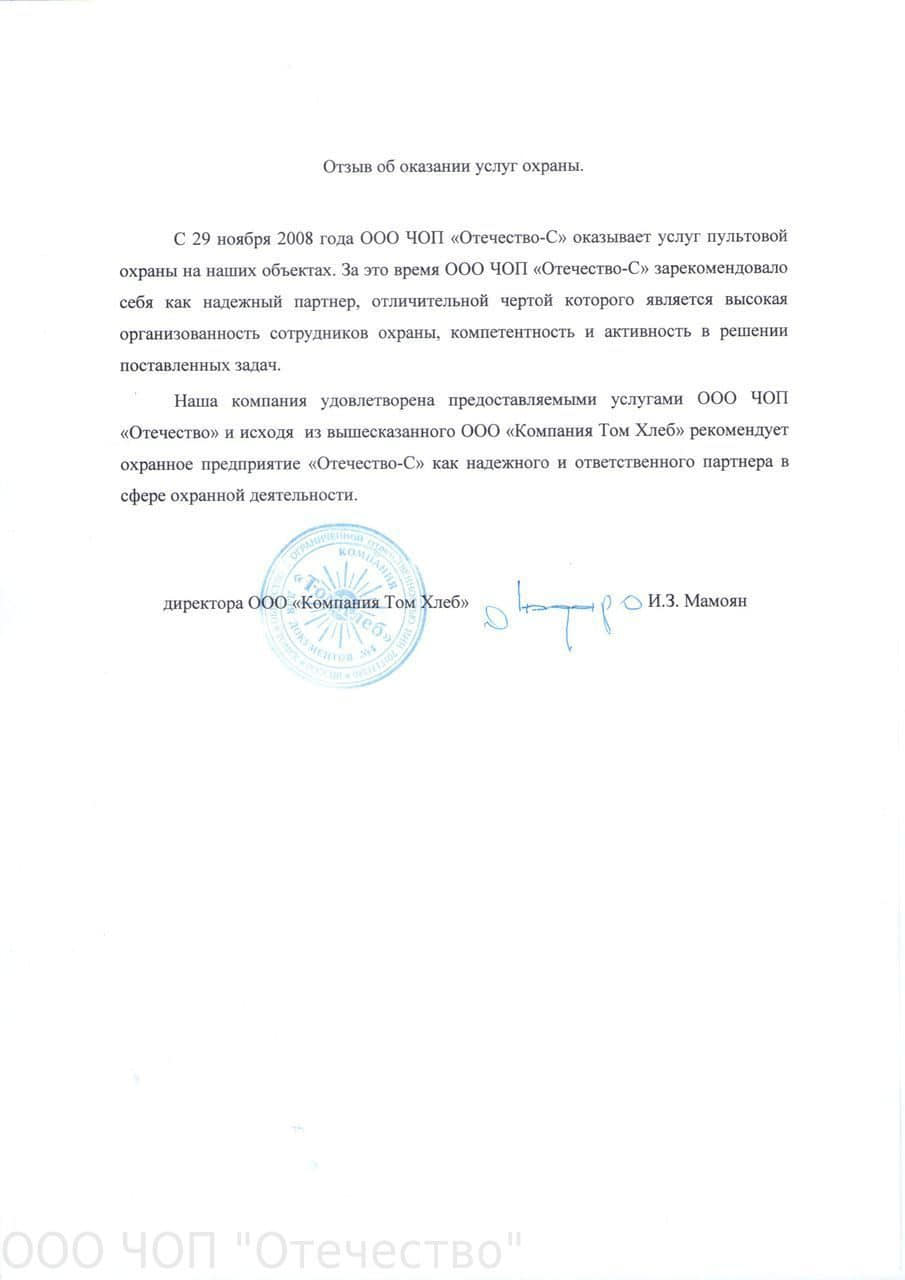 Отзыв об оказании услуг охраны.
С 29 ноября 2008 года ООО ЧОП «Отечество-С» оказывает услуг пультовой
охраны на наших объектах. За это время ООО ЧОП «Отечество-С» зарекомендовало
себя как надежный партнер, отличительной чертой которого является высокая
организованность сотрудников охраны, компетентность и активность в решении
поставленных задач.
Наша компания удовлетворена предоставляемыми услугами ООО ЧОП
«Отечество» и исходя из вышесказанного ООО «Компания Том Хлеб» рекомендует
охранное предприятие «Отечество-С» как надежного и ответственного партнера в
сфере охранной деятельности.
ОГРАНИ�ченной ОТВЕТСТВЕННОСТЬЮ
КОМПАНИЯ
«Том Хлеб»
ДЛЯ ДОКУМЕНТОВ №4
директора ООО «Компания Том Хлеб» И.З. Мамоян
ООО ЧОП "Отечество"